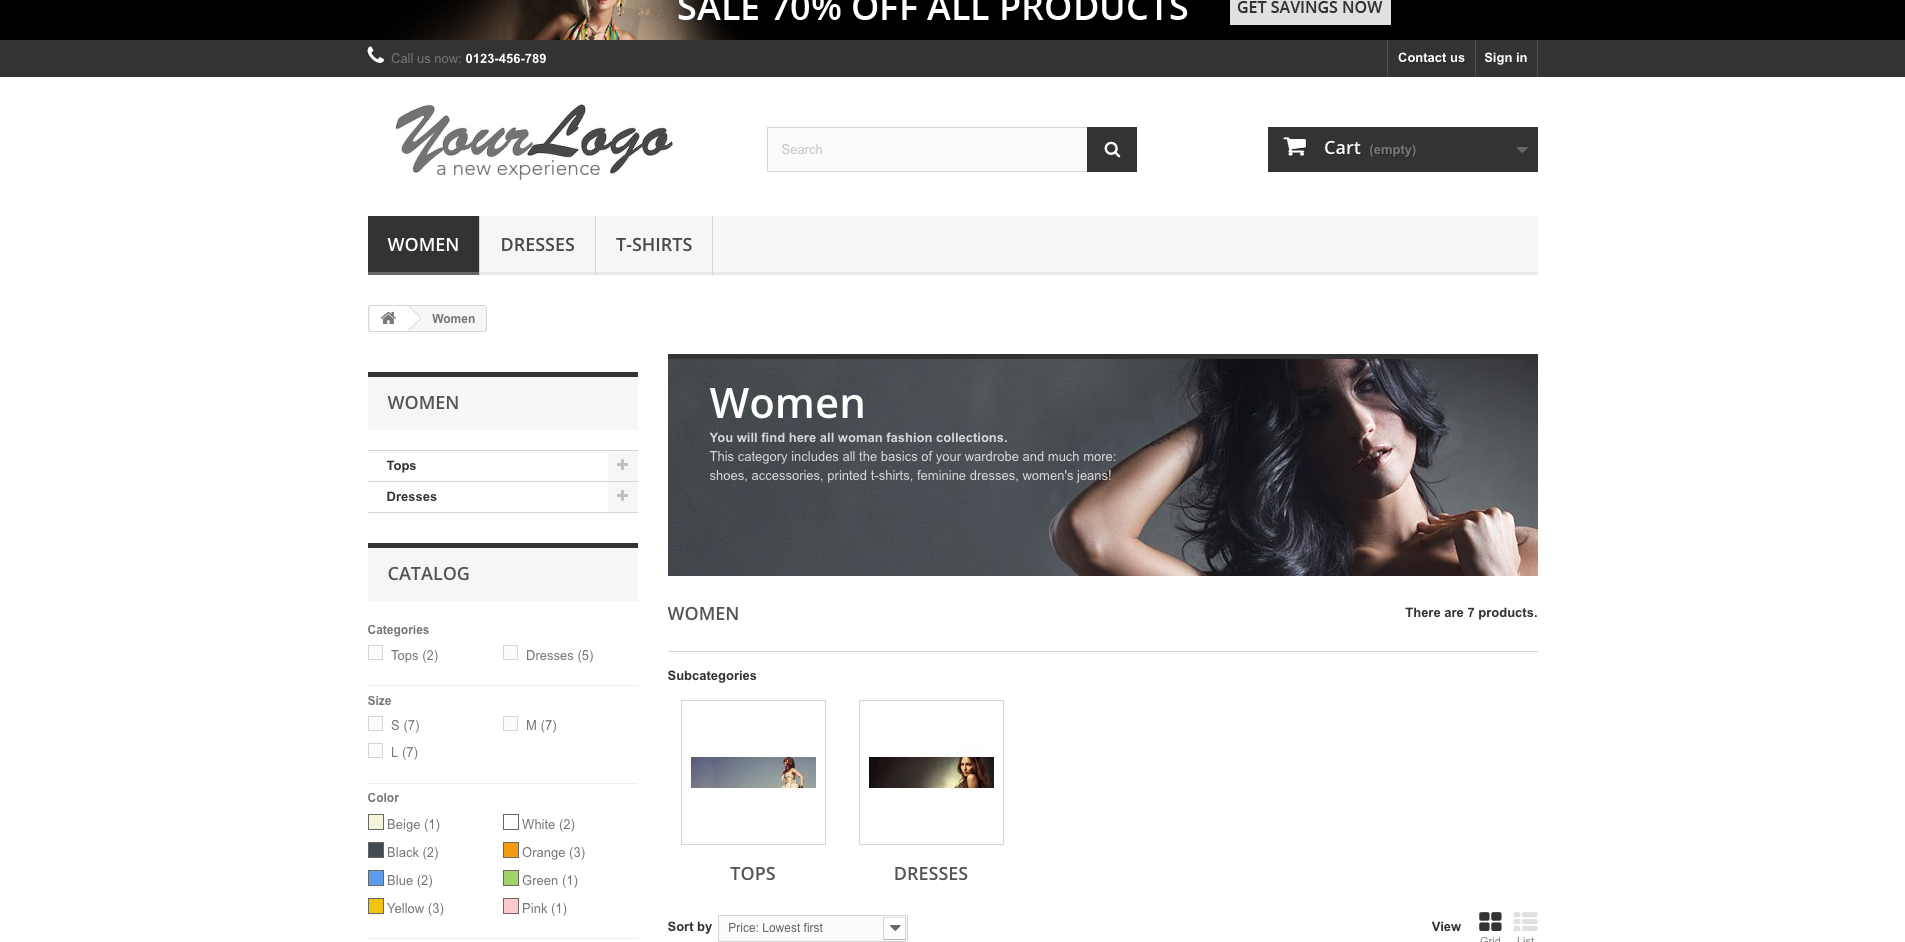 SALE 70% OFF ALL PRODUCTS
GET SAVINGS NOW
Call us now: 0123-456-789
Contact us
Sign in
YourLogo
a new experience
Search
Cart (empty)
WOMEN
DRESSES
T-SHIRTS
Women
WOMEN
Tops
Dresses
CATALOG
Categories
Tops (2)
Dresses (5)
Size
S (7)
M (7)
L (7)
Color
Beige (1)
White (2)
Black (2)
Orange (3)
Blue (2)
Green (1)
Yellow (3)
Pink (1)
Women
You will find here all woman fashion collections.
This category includes all the basics of your wardrobe and much more:
shoes, accessories, printed t-shirts, feminine dresses, women's jeans!
WOMEN
There are 7 products.
Subcategories
TOPS
DRESSES
Sort by
Price: Lowest first
View
Grid
List